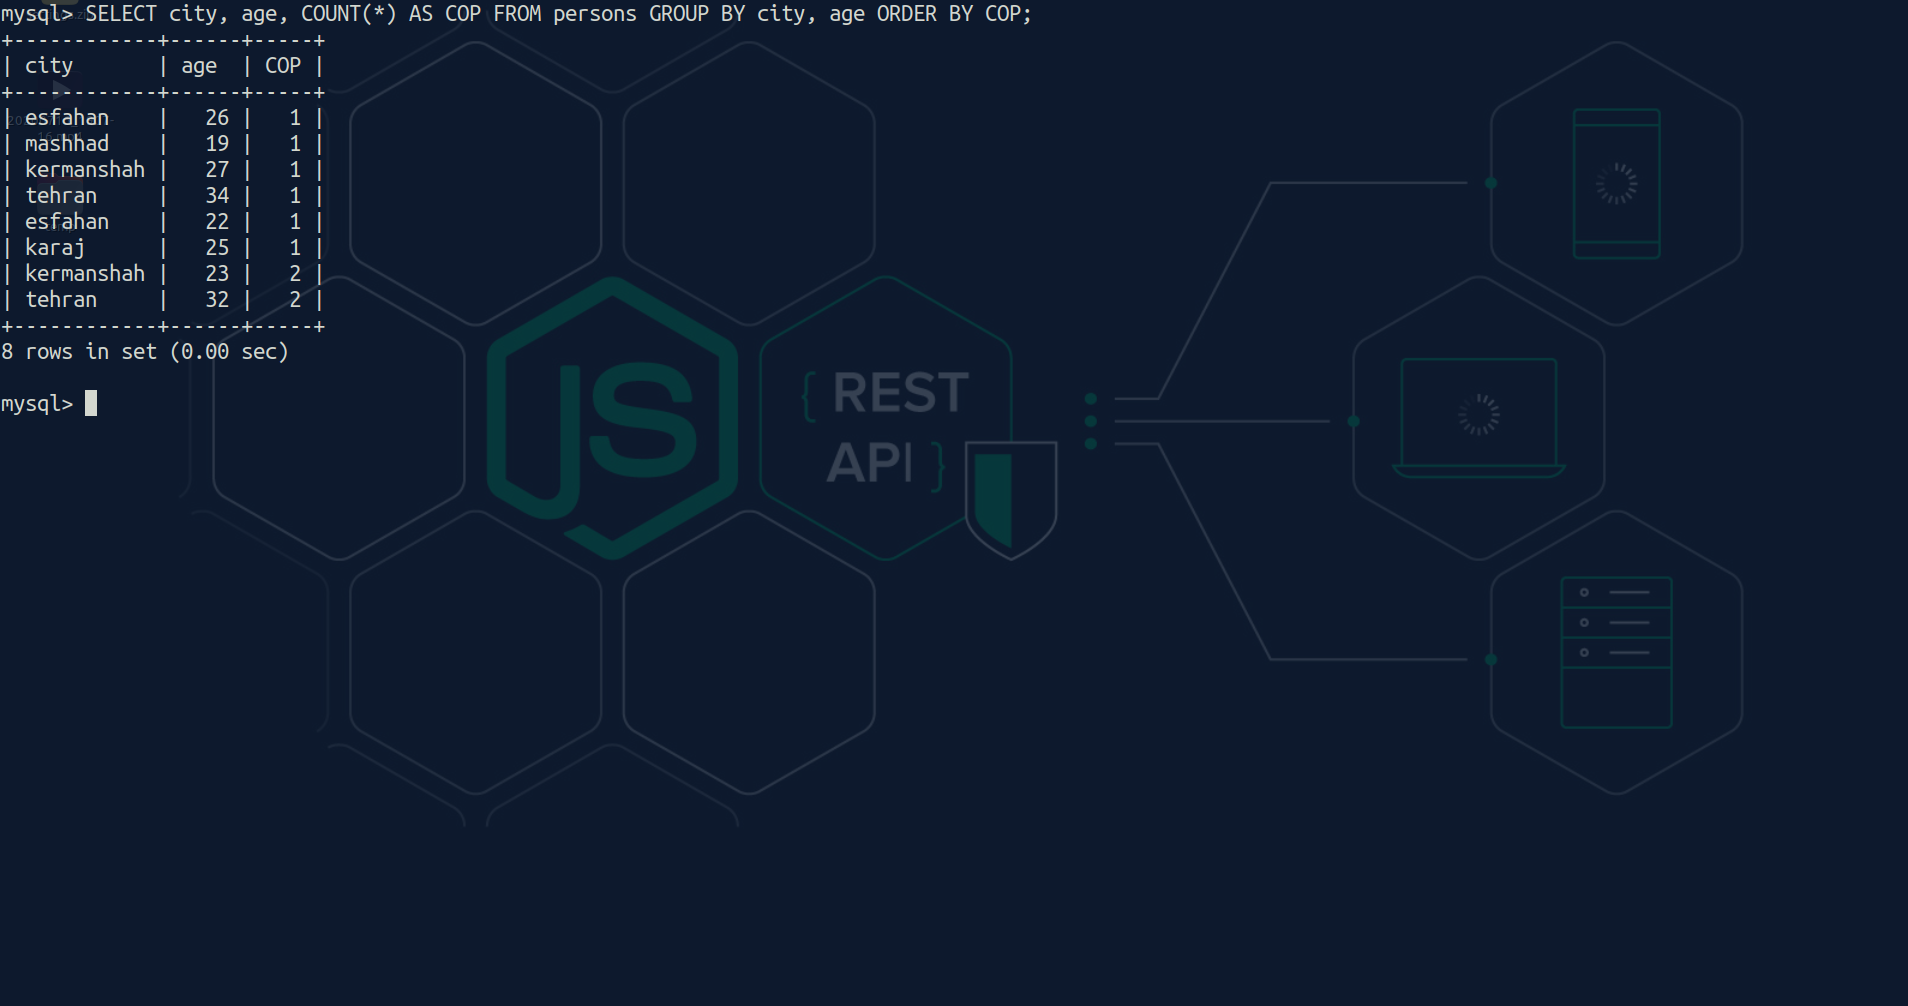 mysql> SELECT city, age, COUNT(*) AS COP FROM persons GROUP BY city, age ORDER BY COP;
+------------+------+-----+
| city       | age  | COP |
+------------+------+-----+
| esfahan    |   26 |   1 |
| mashhad    |   19 |   1 |
| kermanshah |   27 |   1 |
| tehran     |   34 |   1 |
| esfahan    |   22 |   1 |
| karaj      |   25 |   1 |
| kermanshah |   23 |   2 |
| tehran     |   32 |   2 |
+------------+------+-----+
8 rows in set (0.00 sec)
mysql>
JS
{ REST
API }